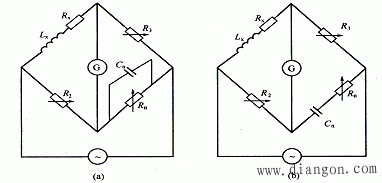 Rx
Lx
R3
G
Cn
R2
Rn
~
(a)
Rx
Lx
R3
G
R2
Cn
Rn
~
(b)
www.diangon.com